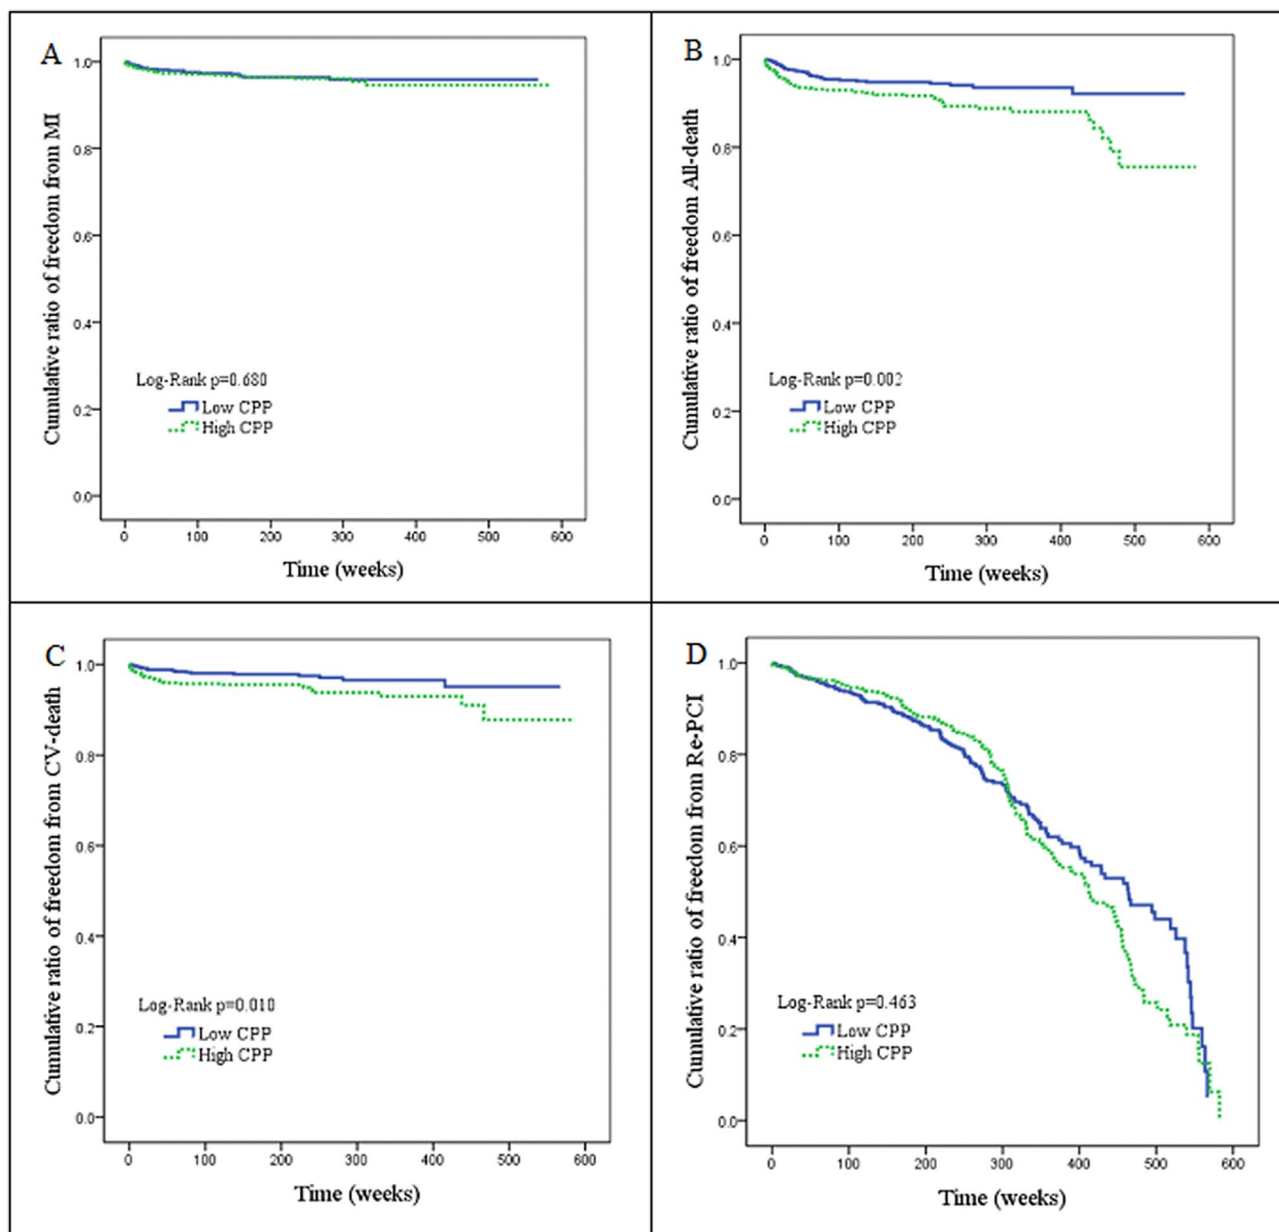 A
Cumulative ratio of freedom from MI
1.0
0.8
0.6
0.4
0.2
0.0
Log-Rank p=0.680
Low CPP
High CPP
0 100 200 300 400 500 600
Time (weeks)
B
Cumulative ratio of freedom All-death
1.0
0.8
0.6
0.4
0.2
0.0
Log-Rank p=0.002
Low CPP
High CPP
0 100 200 300 400 500 600
Time (weeks)
C
Cumulative ratio of freedom from CV-death
1.0
0.8
0.6
0.4
0.2
0.0
Log-Rank p=0.010
Low CPP
High CPP
0 100 200 300 400 500 600
Time (weeks)
D
Cumulative ratio of freedom from Re-PCI
1.0
0.8
0.6
0.4
0.2
0.0
Log-Rank p=0.463
Low CPP
High CPP
0 100 200 300 400 500 600
Time (weeks)